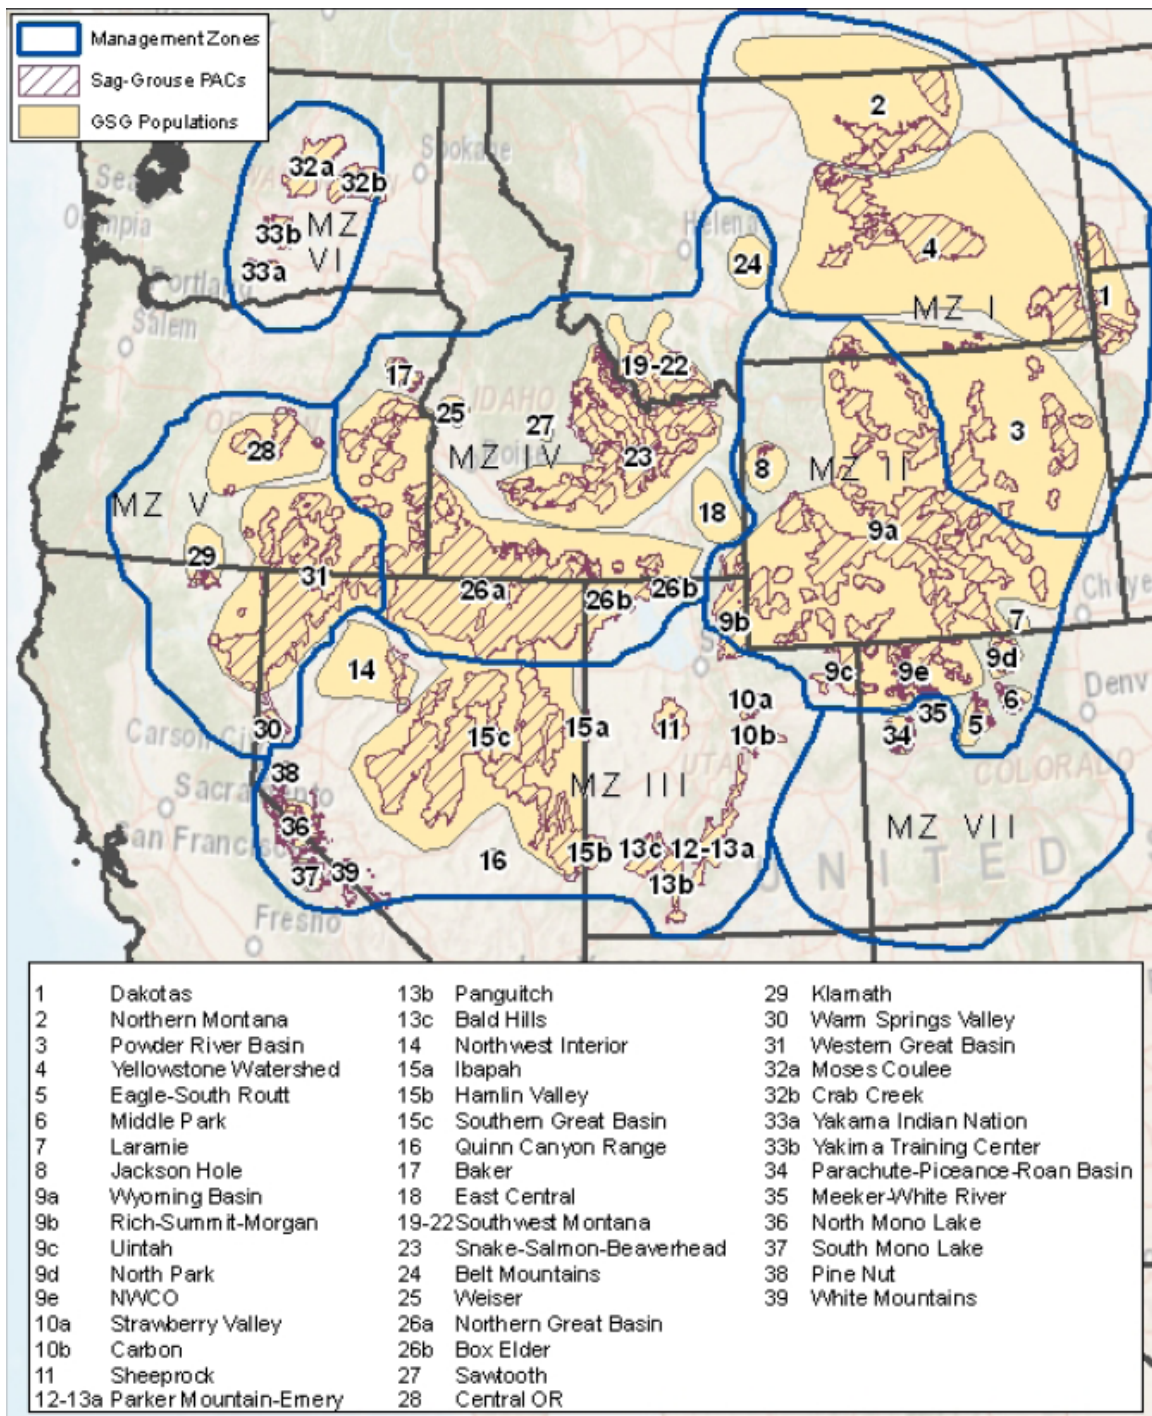 Management Zones
Sag-Grouse PACs
GSG Populations
2
32a
Spokane
32b
33b
MZ
VI
33a
Olympia
Portland
Salem
Helena
24
4
1
MZ I
19-22
17
IDAHO
25
27
28
MZ IV
23
8
MZ II
3
MZ V
18
9a
29
31
26a
26b
26b
9b
7
9d
14
9c
9e
6
Denv
10a
35
5
30
15c
15a
11
10b
34
Carson City
UTAH
COLORADO
38
MZ III
Sacramento
36
San Francisc
MZ VII
15b
13c
12-13a
16
UNITED S
37
39
13b
Fresno
1 Dakotas 13b Panguitch 29 Klamath
2 Northern Montana 13c Bald Hills 30 Warm Springs Valley
3 Powder River Basin 14 Northwest Interior 31 Western Great Basin
4 Yellowstone Watershed 15a Ibapah 32a Moses Coulee
5 Eagle-South Routt 15b Hamlin Valley 32b Crab Creek
6 Middle Park 15c Southern Great Basin 33a Yakama Indian Nation
7 Laramie 16 Quinn Canyon Range 33b Yakima Training Center
8 Jackson Hole 17 Baker 34 Parachute-Piceance-Roan Basin
9a Wyoming Basin 18 East Central 35 Meeker-White River
9b Rich-Summit-Morgan 19-22 Southwest Montana 36 North Mono Lake
9c Uintah 23 Snake-Salmon-Beaverhead 37 South Mono Lake
9d North Park 24 Belt Mountains 38 Pine Nut
9e NWCO 25 Weiser 39 White Mountains
10a Strawberry Valley 26a Northern Great Basin
10b Carbon 26b Box Elder
11 Sheeprock 27 Sawtooth
12-13a Parker Mountain-Emery 28 Central OR